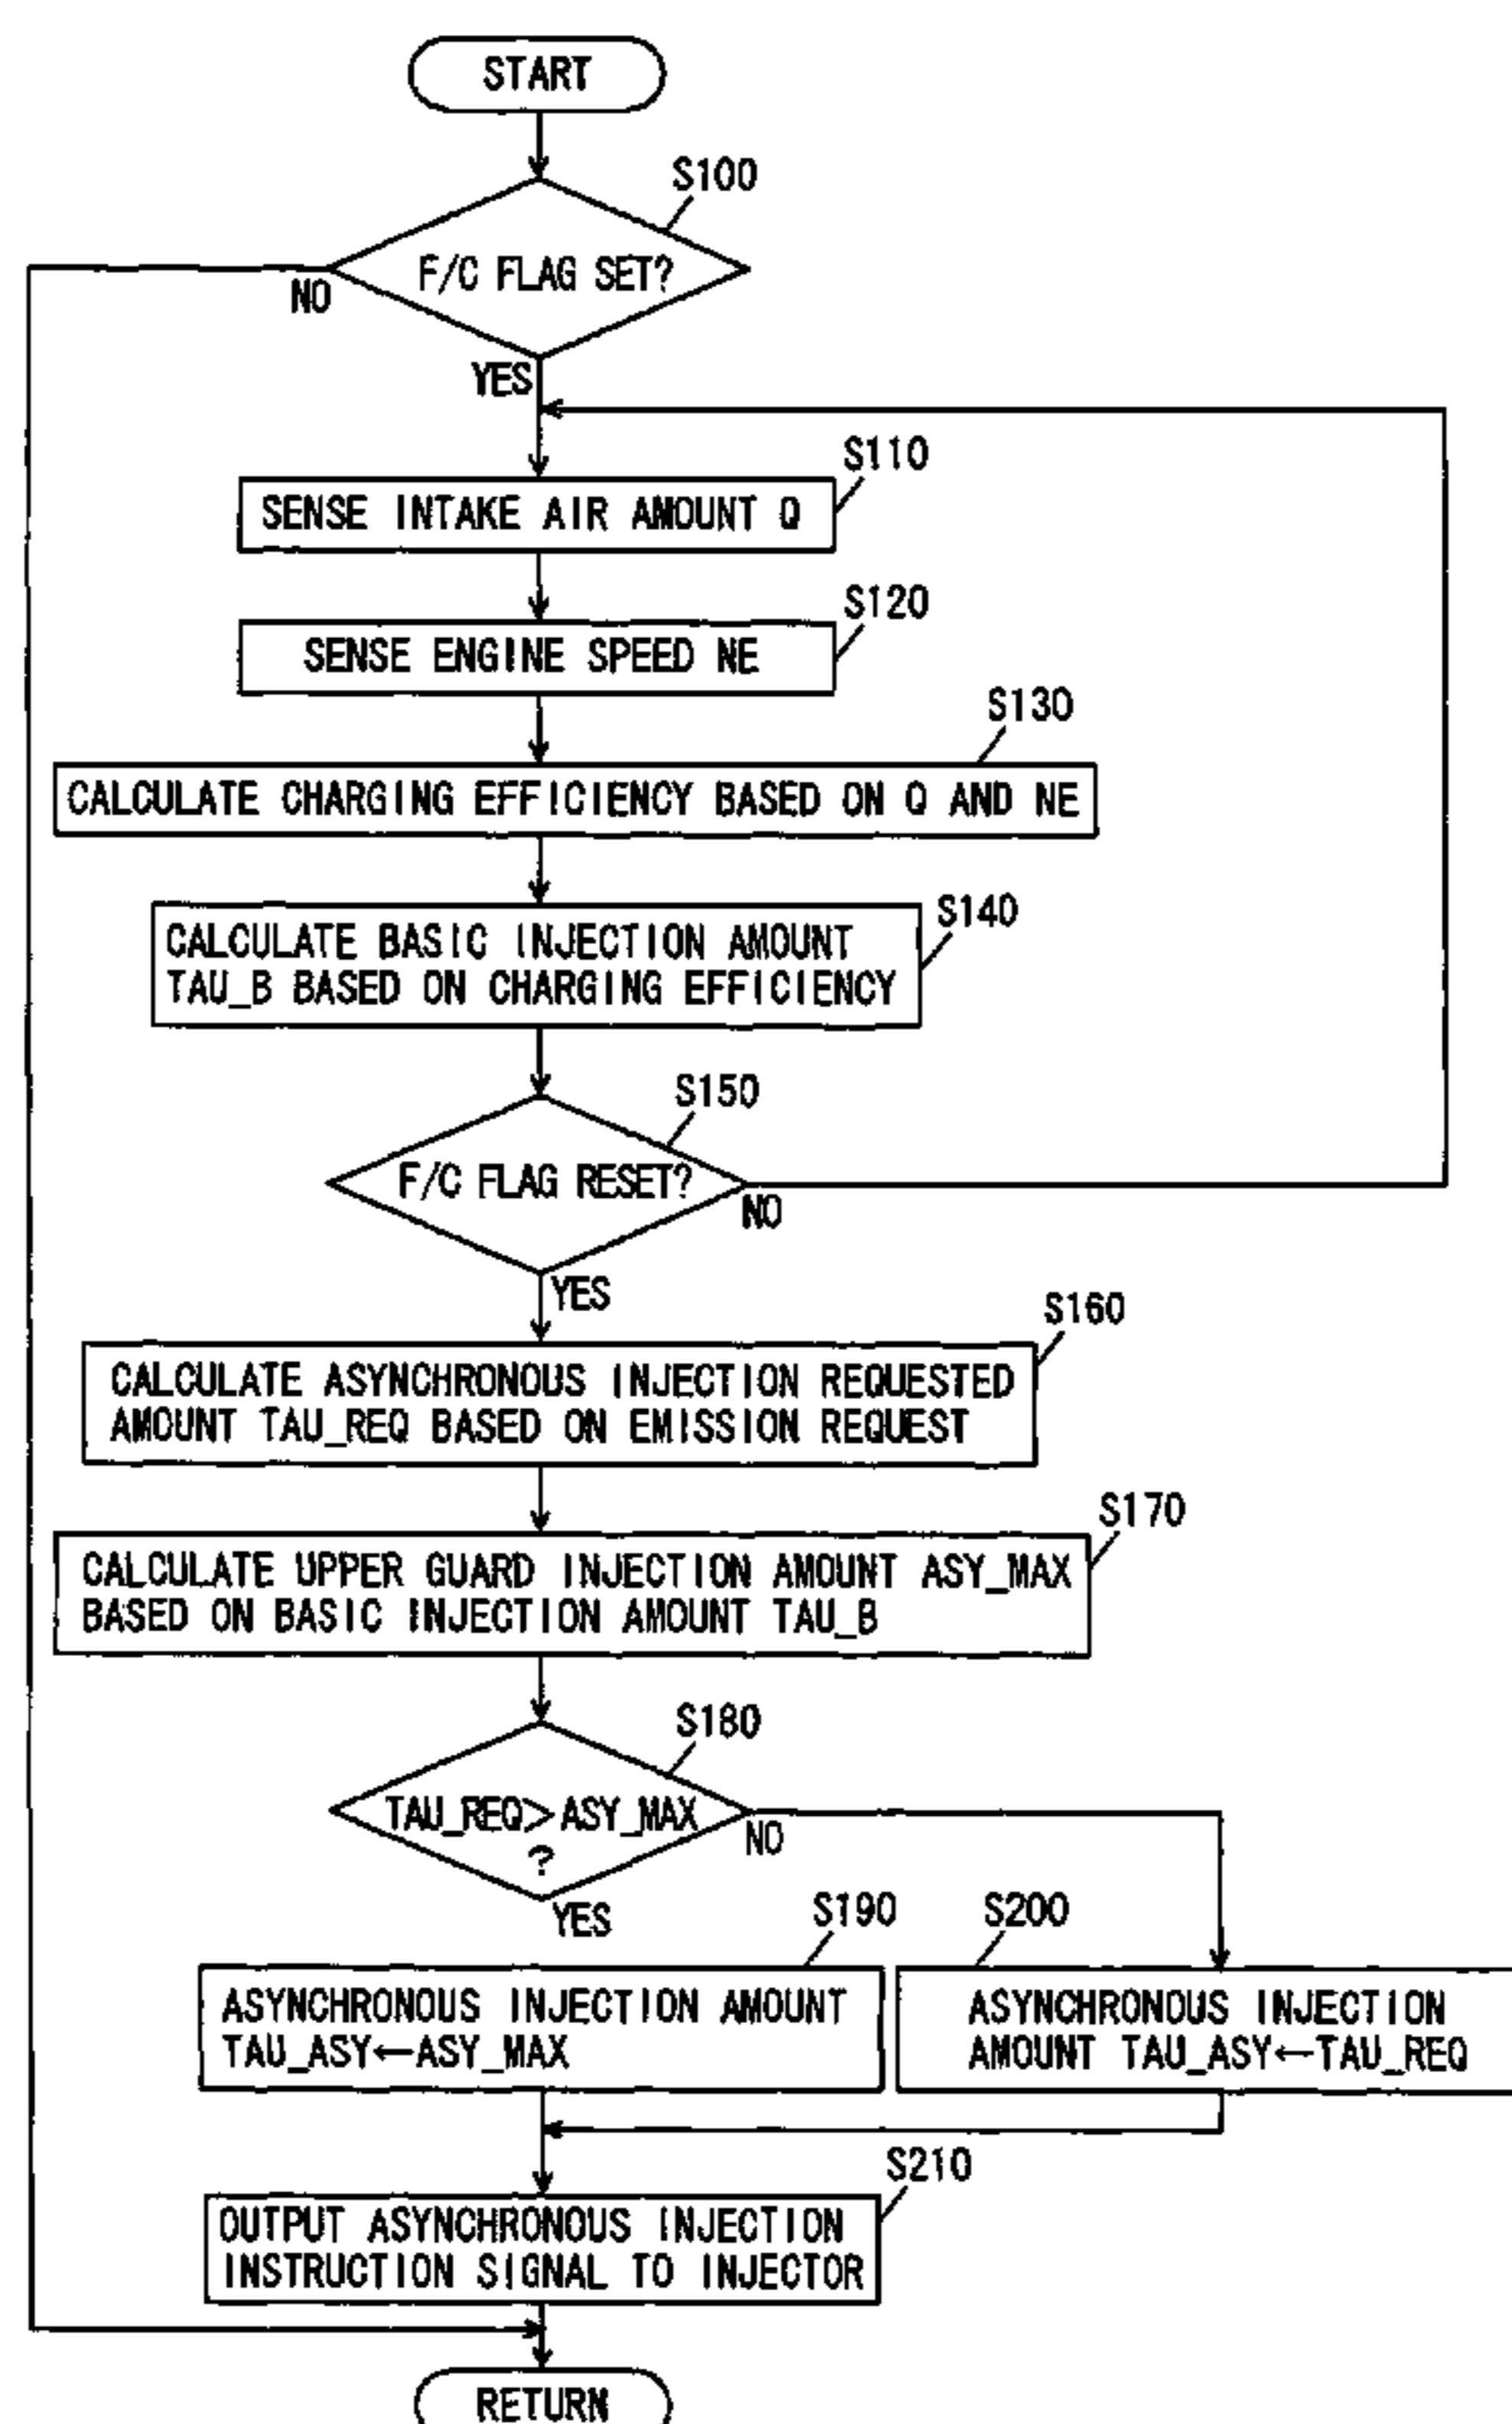 START
S100
F/C FLAG SET?
NO
YES
S110
SENSE INTAKE AIR AMOUNT Q
S120
SENSE ENGINE SPEED NE
S130
CALCULATE CHARGING EFFICIENCY BASED ON Q AND NE
S140
CALCULATE BASIC INJECTION AMOUNT
TAU_B BASED ON CHARGING EFFICIENCY
S150
F/C FLAG RESET?
NO
YES
S160
CALCULATE ASYNCHRONOUS INJECTION REQUESTED
AMOUNT TAU_REQ BASED ON EMISSION REQUEST
S170
CALCULATE UPPER GUARD INJECTION AMOUNT ASY_MAX
BASED ON BASIC INJECTION AMOUNT TAU_B
S180
TAU_REQ>ASY_MAX
?
NO
YES
S190
ASYNCHRONOUS INJECTION AMOUNT
TAU_ASY←ASY_MAX
S200
ASYNCHRONOUS INJECTION
AMOUNT TAU_ASY←TAU_REQ
S210
OUTPUT ASYNCHRONOUS INJECTION
INSTRUCTION SIGNAL TO INJECTOR
RETURN